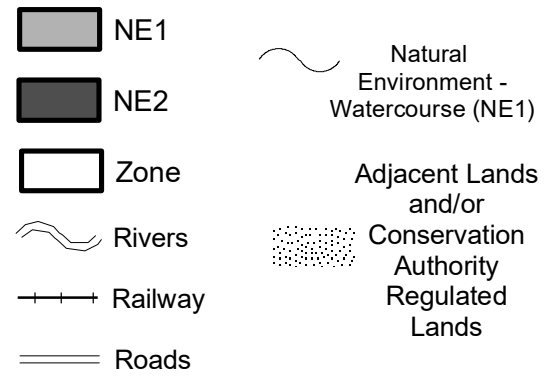 NE1
NE2
Zone
Rivers
Railway
Roads
Natural
Environment -
Watercourse (NE1)
Adjacent Lands
and/or
Conservation
Authority
Regulated
Lands